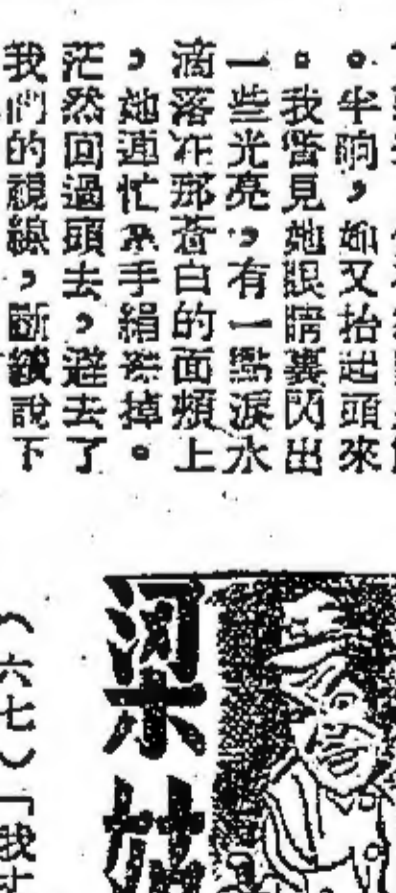 。半晌，她又抬起頭來
。我瞥見她眼睛裏閃出
一些光亮，有一點淚水
滴落在那蒼白的面頰上
，她連忙用手絹擦掉。
茫然回過頭去，避去了
我們的視線，斷續說下
梁
（六七）「我